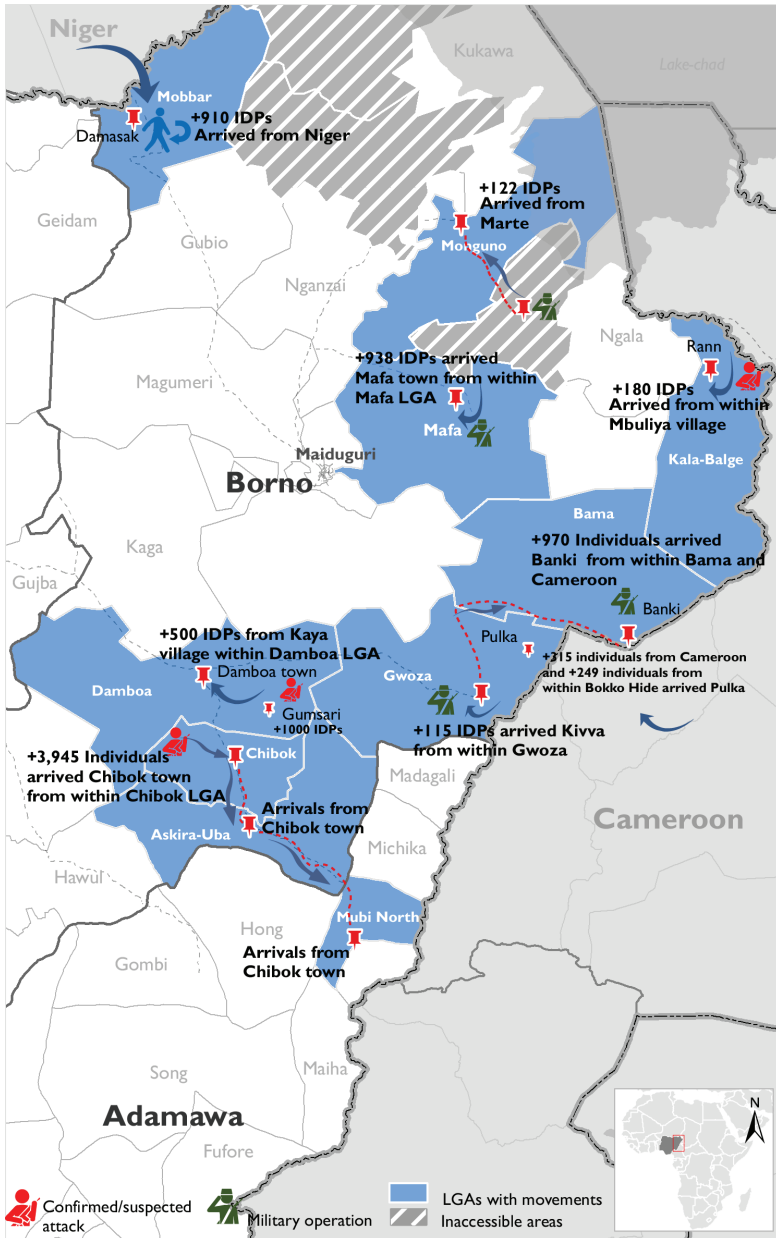 Niger
Kukawa
Lake-chad
Mobbar
+910 IDPs
Arrived from Niger
Damasak
Geidam
Gubio
+122 IDPs
Arrived from
Marte
Monguno
Nganzai
Ngala
Rann
Magumeri
+938 IDPs arrived
Mafa town from within
Mafa LGA
+180 IDPs
Arrived from within
Mbuliya village
Mafa
Maiduguri
Kala-Balge
Borno
Bama
Kaga
+970 Individuals arrived
Banki from within Bama and
Cameroon
Gujba
Banki
+500 IDPs from Kaya
village within Damboa LGA
Pulka
Damboa town
Gwoza
+315 individuals from Cameroon
and +249 individuals from
within Bokko Hide arrived Pulka
Damboa
Gumsari
+1000 IDPs
+115 IDPs arrived Kivva
from within Gwoza
Chibok
+3,945 Individuals
arrived Chibok town
from within Chibok LGA
Madagali
Arrivals from
Chibok town
Askira-Uba
Cameroon
Michika
Hawul
Mubi North
Hong
Arrivals from
Chibok town
Gombi
Song
Maiha
Adamawa
Fufore
N
Confirmed/suspected
attack
Military operation
LGAs with movements
Inaccessible areas